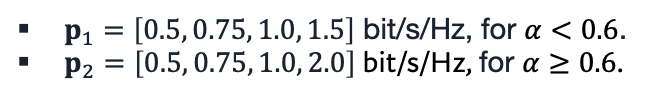 ▪ 𝐩₁ = [0.5, 0.75, 1.0, 1.5] bit/s/Hz, for 𝛼 < 0.6.
▪ 𝐩₂ = [0.5, 0.75, 1.0, 2.0] bit/s/Hz, for 𝛼 ≥ 0.6.